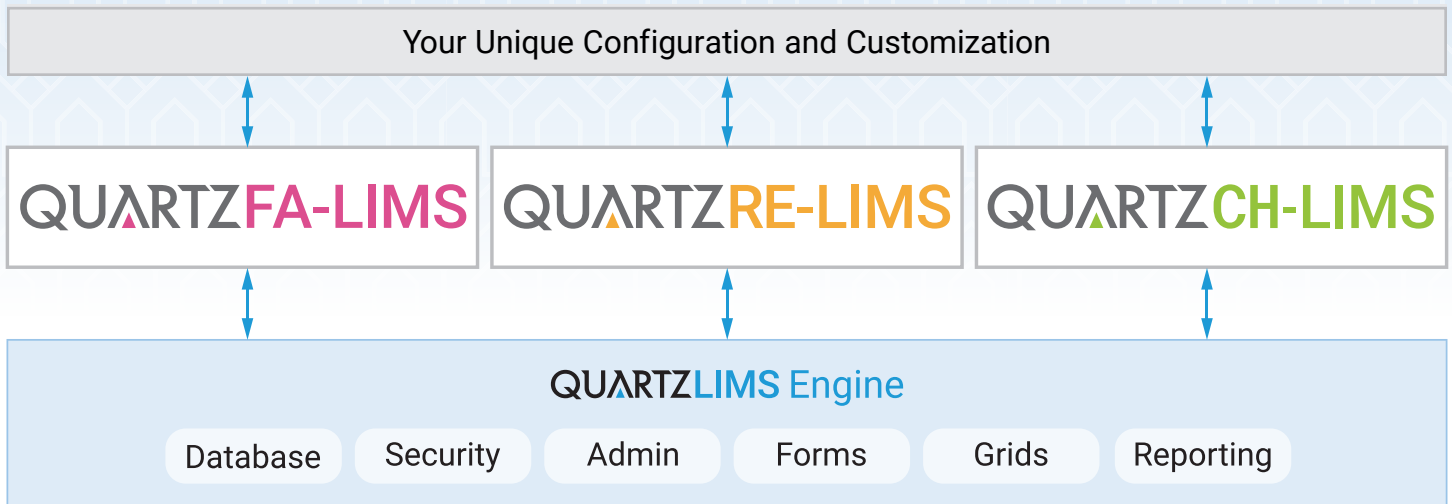 Your Unique Configuration and Customization
QUARTZFA-LIMS QUARTZRE-LIMS QUARTZCH-LIMS
QUARTZLIMS Engine
Database Security Admin Forms Grids Reporting